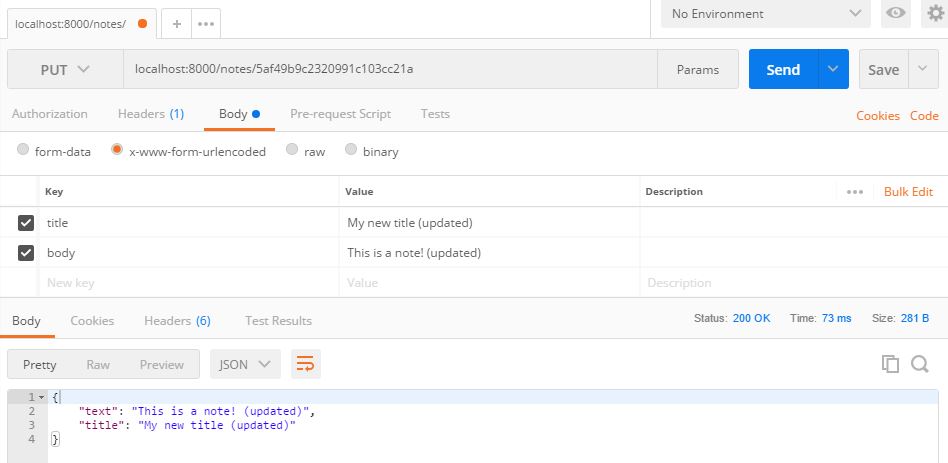 localhost:8000/notes/ + ••• No Environment
PUT localhost:8000/notes/5af49b9c2320991c103cc21a Params Send Save
Authorization Headers (1) Body Pre-request Script Tests Cookies Code
form-data x-www-form-urlencoded raw binary
Key Value Description ••• Bulk Edit
title My new title (updated)
body This is a note! (updated)
New key Value Description
Body Cookies Headers (6) Test Results Status: 200 OK Time: 73 ms Size: 281 B
Pretty Raw Preview JSON
1 {
2 "text": "This is a note! (updated)",
3 "title": "My new title (updated)"
4 }